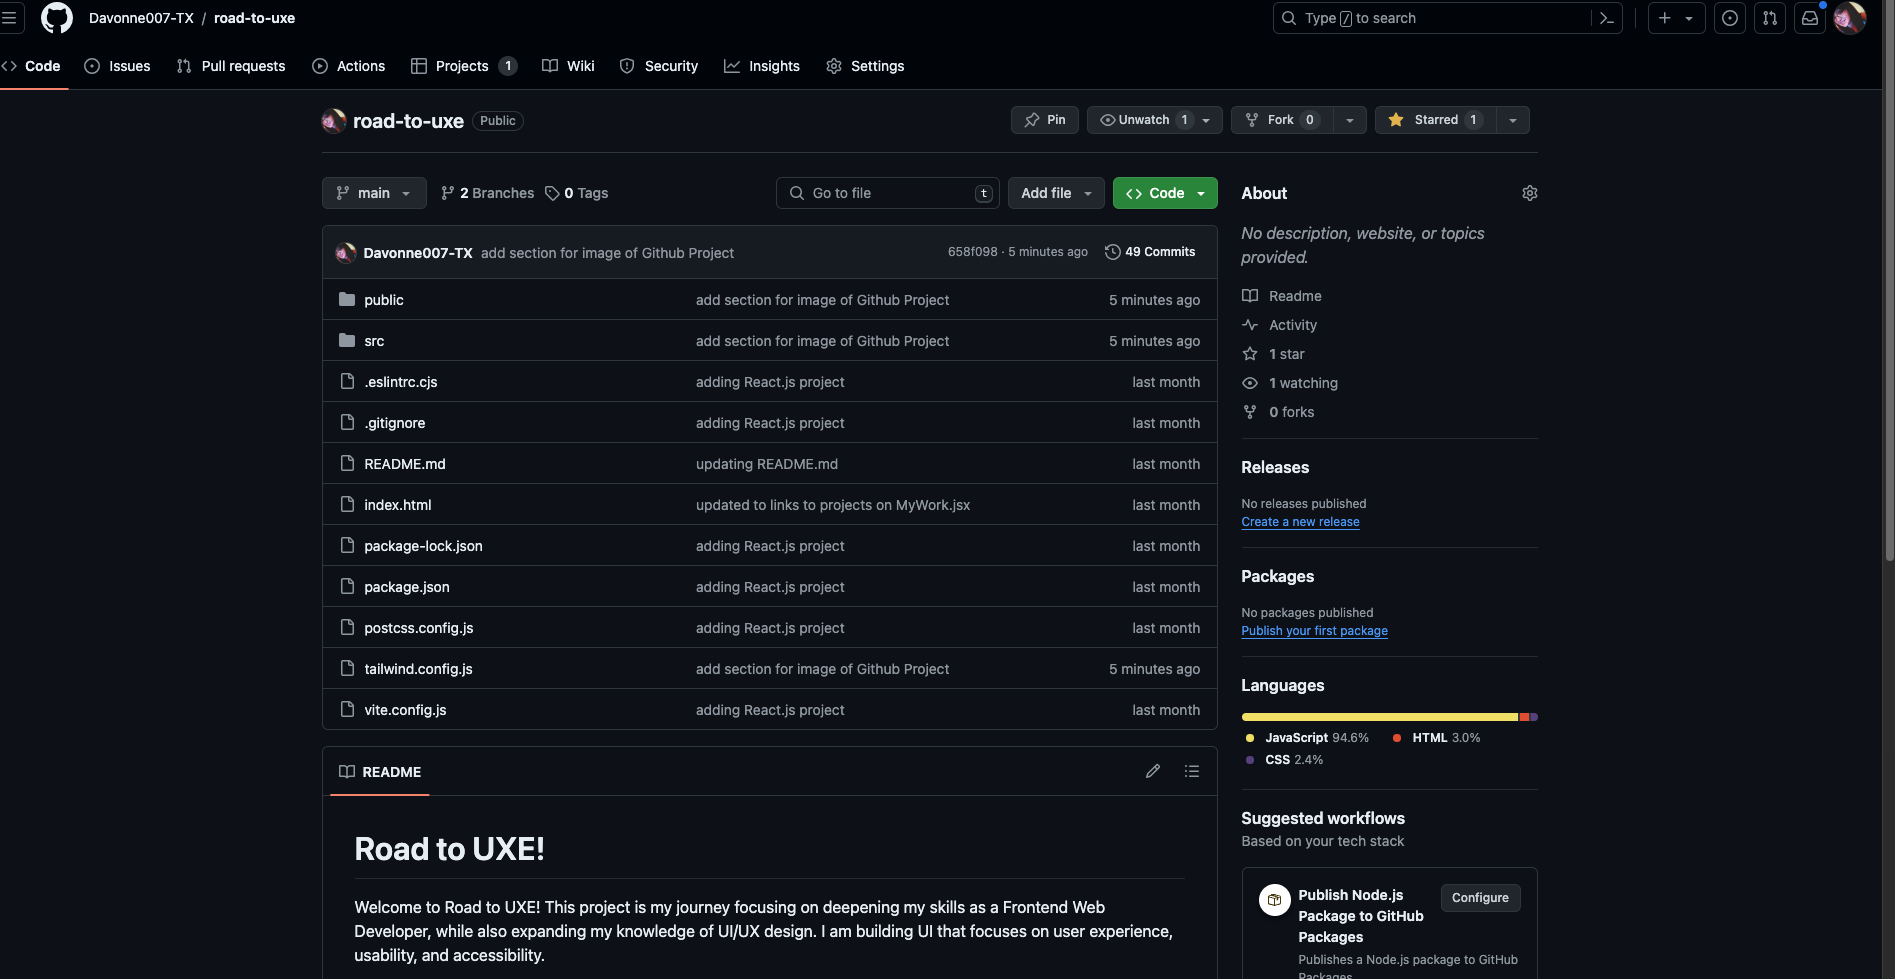 Davonne007-TX / road-to-uxe
Type / to search
Code
Issues
Pull requests
Actions
Projects 1
Wiki
Security
Insights
Settings
road-to-uxe Public
Pin
Unwatch 1
Fork 0
Starred 1
main
2 Branches
0 Tags
Go to file t
Add file
Code
Davonne007-TX add section for image of Github Project 658f098 · 5 minutes ago 49 Commits
public add section for image of Github Project 5 minutes ago
src add section for image of Github Project 5 minutes ago
.eslintrc.cjs adding React.js project last month
.gitignore adding React.js project last month
README.md updating README.md last month
index.html updated to links to projects on MyWork.jsx last month
package-lock.json adding React.js project last month
package.json adding React.js project last month
postcss.config.js adding React.js project last month
tailwind.config.js add section for image of Github Project 5 minutes ago
vite.config.js adding React.js project last month
README
Road to UXE!
Welcome to Road to UXE! This project is my journey focusing on deepening my skills as a Frontend Web
Developer, while also expanding my knowledge of UI/UX design. I am building UI that focuses on user experience,
usability, and accessibility.
About
No description, website, or topics
provided.
Readme
Activity
1 star
1 watching
0 forks
Releases
No releases published
Create a new release
Packages
No packages published
Publish your first package
Languages
JavaScript 94.6% HTML 3.0%
CSS 2.4%
Suggested workflows
Based on your tech stack
Publish Node.js
Package to GitHub
Packages
Configure
Publishes a Node.js package to GitHub
Packages